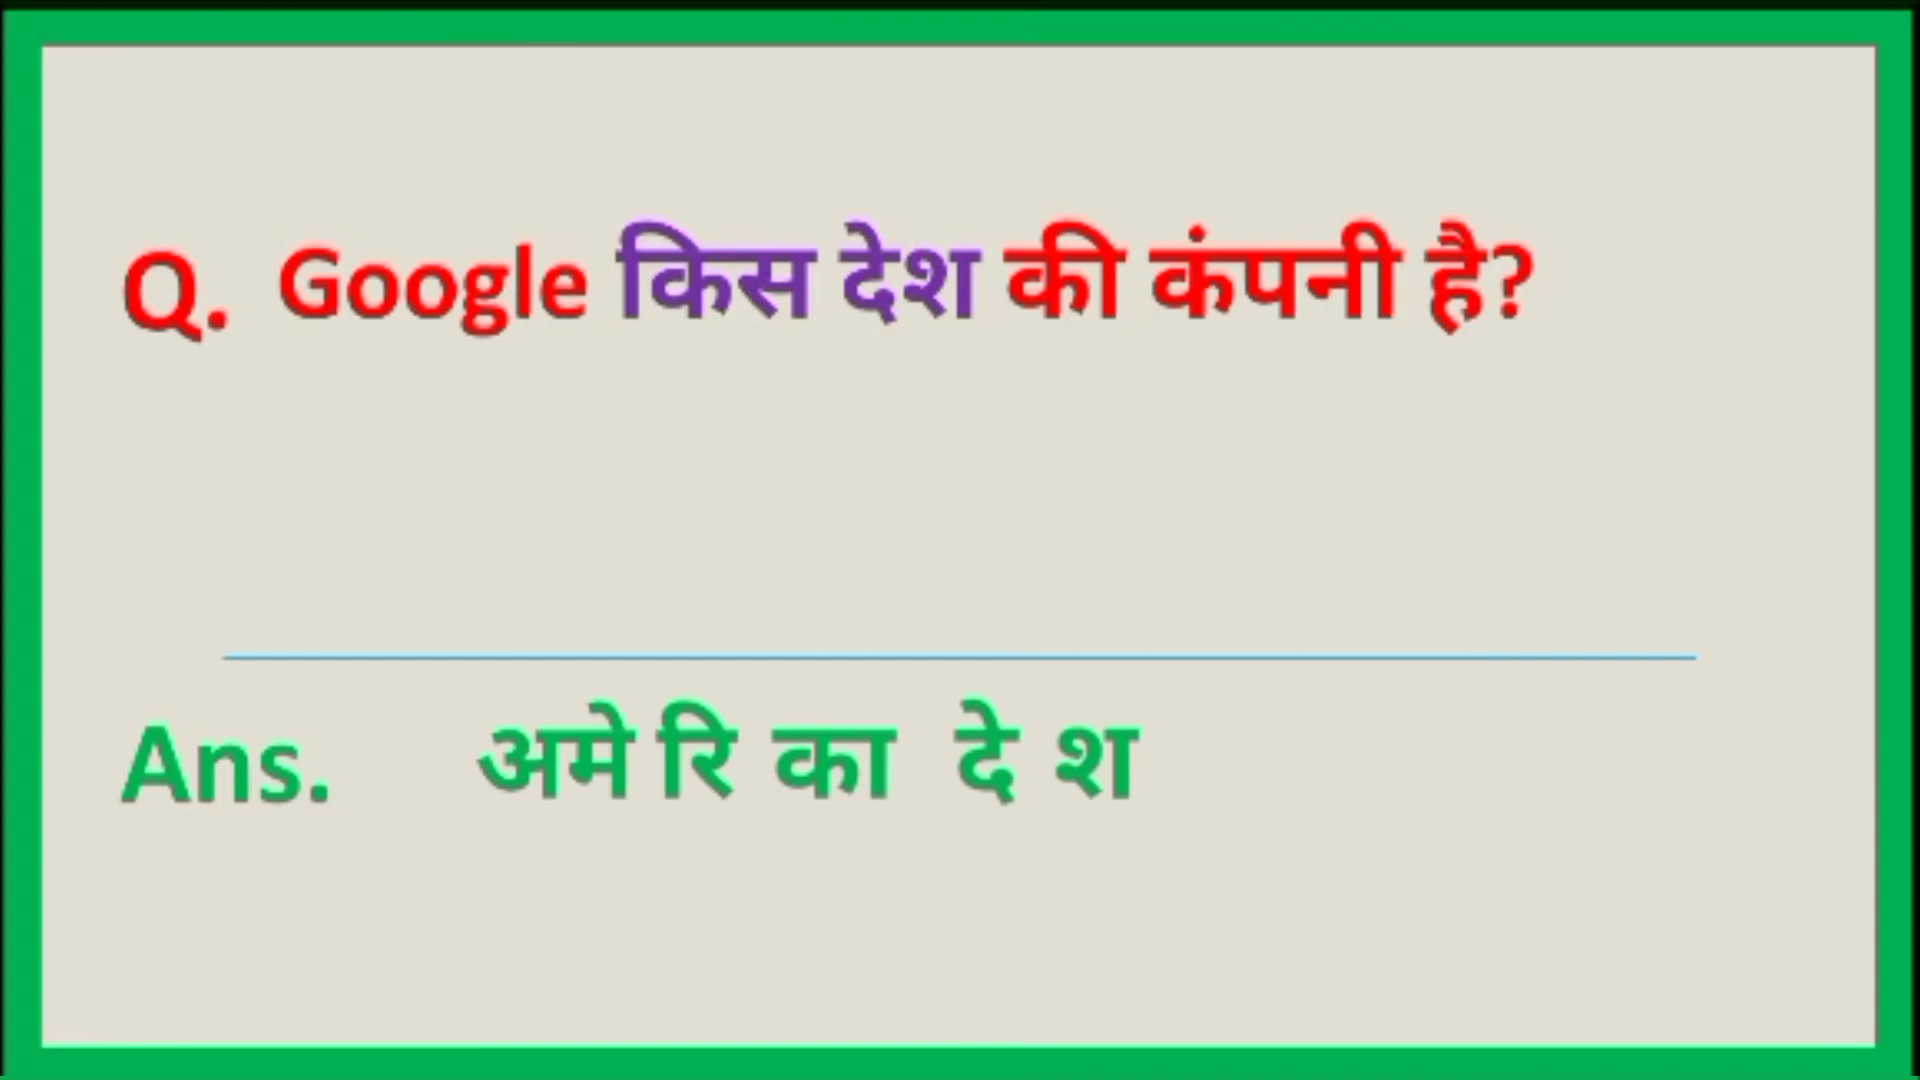 Q. Google किस देश की कंपनी है?
Ans. अमे रि का दे श